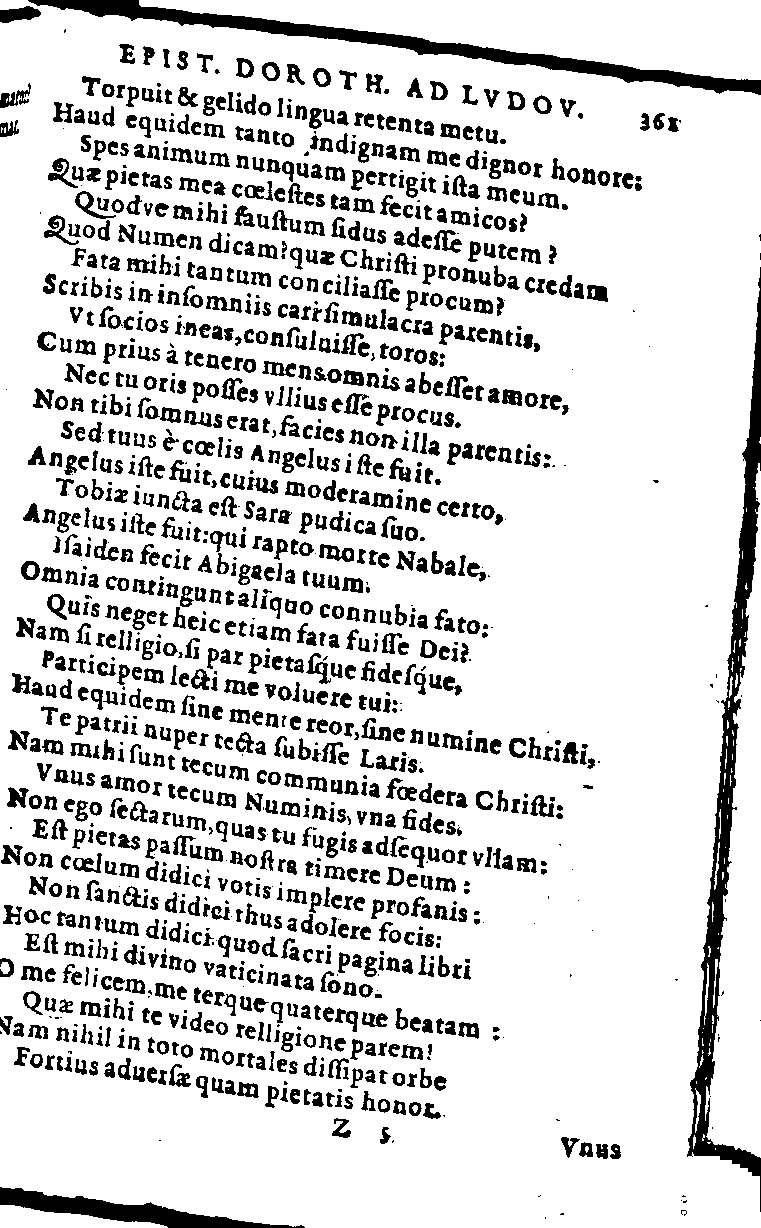 EPIST. DOROTH. AD LVDOV. 361
Torpuit & gelido lingua retenta metu.
Haud equidem tanto indignam me dignor honore:
Spes animum nunquam pertigit iſta meum.
Quæ pietas mea cœleſtes tam fecit amicos?
Quodve mihi fauſtum ſidus adeſſe putem?
Quod Numen dicam? quæ Chriſti pronuba credam
Fata mihi tantum conciliaſſe procum?
Scribis in inſomniis cari ſimulacra parentis,
Vt ſocios ineas, conſuluiſſe, toros:
Cum prius à tenero mens omnis abeſſet amore,
Nec tu oris poſſes vllius eſſe procus.
Non tibi ſomnus erat, facies non illa parentis:
Sed tuus è cœlis Angelus iſte fuit.
Angelus iſte fuit, cuius moderamine certo,
Tobiæ iuncta eſt Saræ pudica ſuo.
Angelus iſte fuit: qui rapto morte Nabale,
Iſaiden fecit Abigaela tuum.
Omnia contingunt aliquo connubia fato:
Quis neget heic etiam fata fuiſſe Dei?
Nam ſi relligio, ſi par pietaſq́ue fideſq́ue,
Participem lecti me voluere tui:
Haud equidem ſine mente reor, ſine numine Chriſti,
Te patrii nuper tecta ſubiſſe Laris.
Nam mihi ſunt tecum communia fœdera Chriſti:
Vnus amor tecum Numinis, vna fides.
Non ego ſectarum, quas tu fugis adſequor vllam:
Eſt pietas paſſum noſtra timere Deum:
Non cœlum didici votis implere profanis:
Non ſanctis didici thus adolere focis:
Hoc tantum didici quod ſacri pagina libri
Eſt mihi divino vaticinata ſono.
O me felicem, me terque quaterque beatam:
Quæ mihi te video relligione parem!
Nam nihil in toto mortales diſſipat orbe
Fortius aduerſæ quam pietatis honor.
Z 5
Vnus